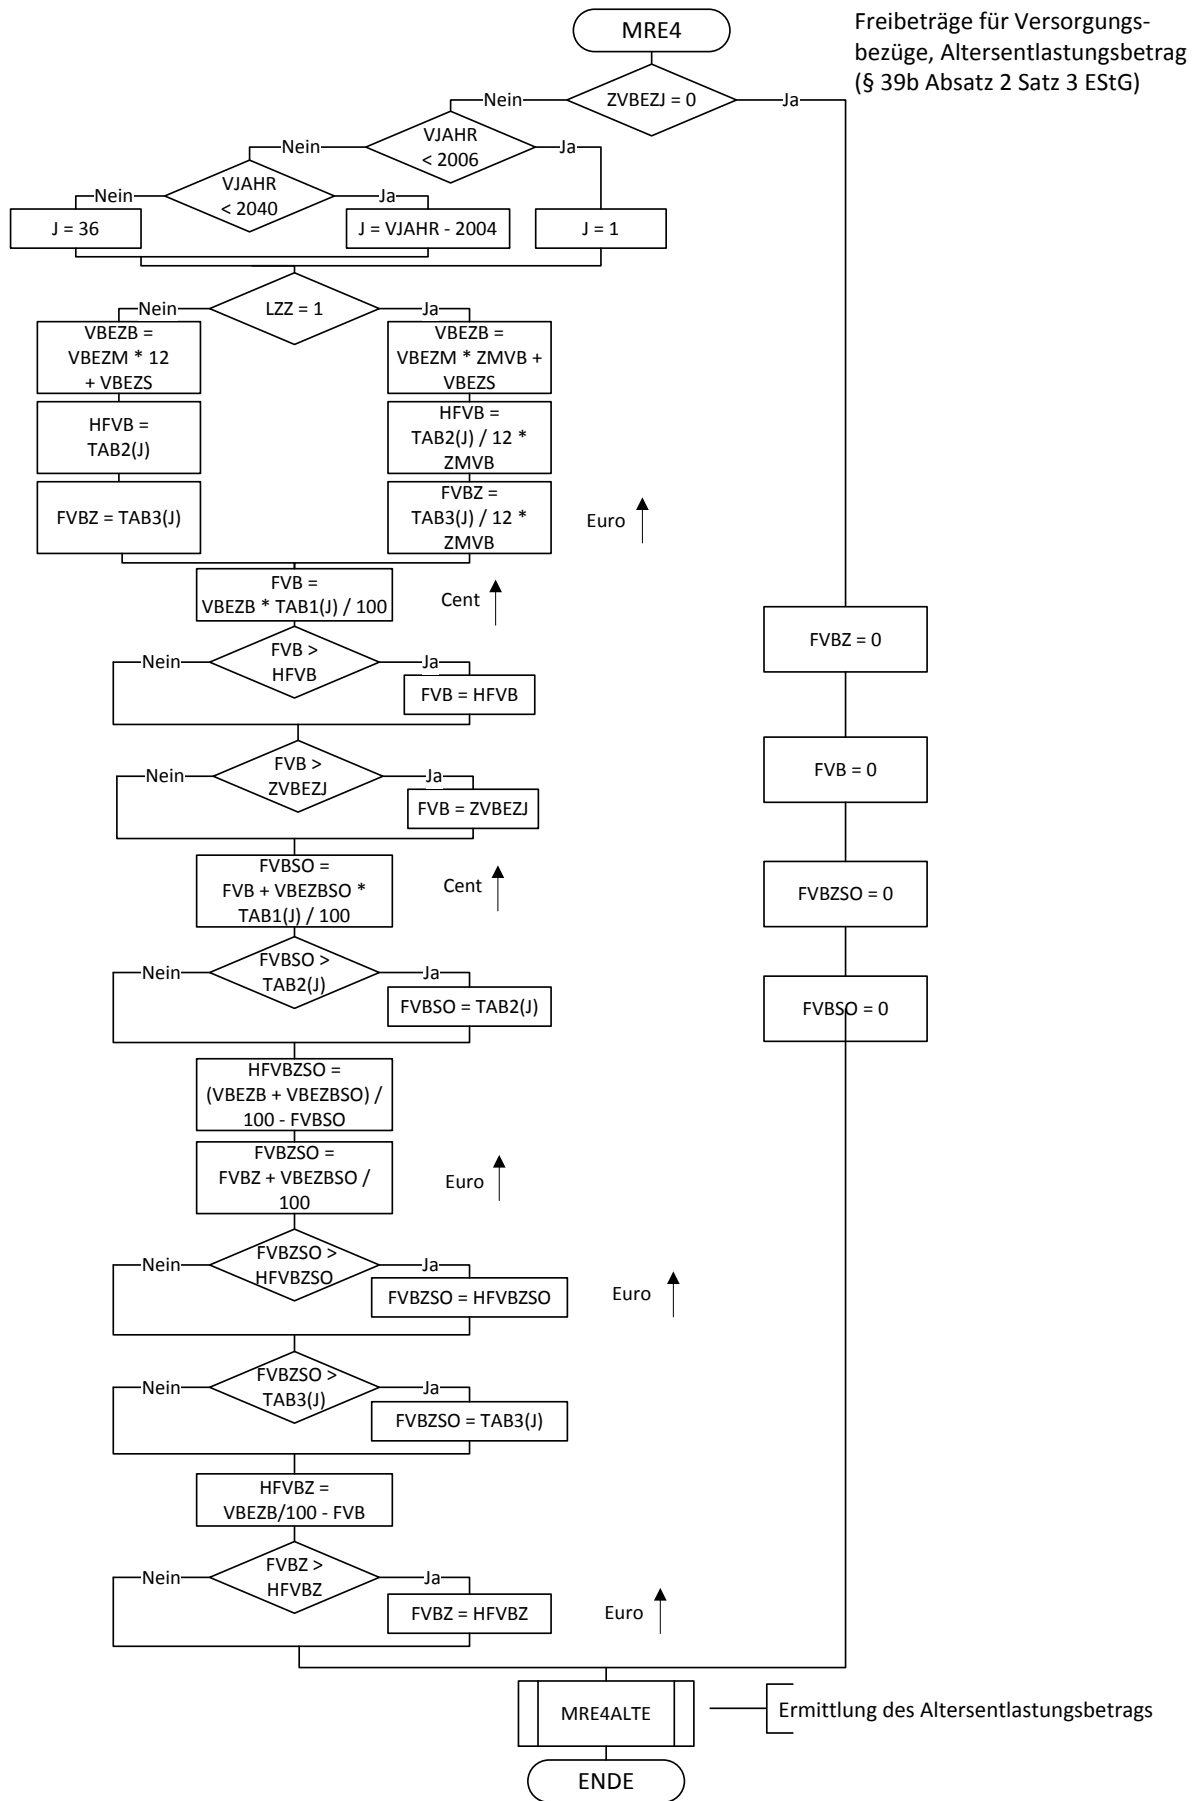 MRE4
Freibeträge für Versorgungs-
bezüge, Altersentlastungsbetrag
(§ 39b Absatz 2 Satz 3 EStG)
Nein
ZVBEZJ = 0
Ja
Nein
VJAHR
< 2006
Ja
Nein
VJAHR
< 2040
Ja
J = 36
J = VJAHR - 2004
J = 1
Nein
LZZ = 1
Ja
VBEZB =
VBEZM * 12
+ VBEZS
VBEZB =
VBEZM * ZMVB +
VBEZS
HFVB =
TAB2(J)
HFVB =
TAB2(J) / 12 *
ZMVB
FVBZ = TAB3(J)
FVBZ =
TAB3(J) / 12 *
ZMVB
Euro
FVB =
VBEZB * TAB1(J) / 100
Cent
FVBZ = 0
Nein
FVB >
HFVB
Ja
FVB = HFVB
FVB = 0
Nein
FVB >
ZVBEZJ
Ja
FVB = ZVBEZJ
FVBSO =
FVB + VBEZBSO *
TAB1(J) / 100
Cent
FVBZSO = 0
Nein
FVBSO >
TAB2(J)
Ja
FVBSO = TAB2(J)
FVBSO = 0
HFVBZSO =
(VBEZB + VBEZBSO) /
100 - FVBSO
FVBZSO =
FVBZ + VBEZBSO /
100
Euro
Nein
FVBZSO >
HFVBZSO
Ja
FVBZSO = HFVBZSO
Euro
Nein
FVBZSO >
TAB3(J)
Ja
FVBZSO = TAB3(J)
HFVBZ =
VBEZB/100 - FVB
Nein
FVBZ >
HFVBZ
Ja
FVBZ = HFVBZ
Euro
MRE4ALTE
Ermittlung des Altersentlastungsbetrags
ENDE